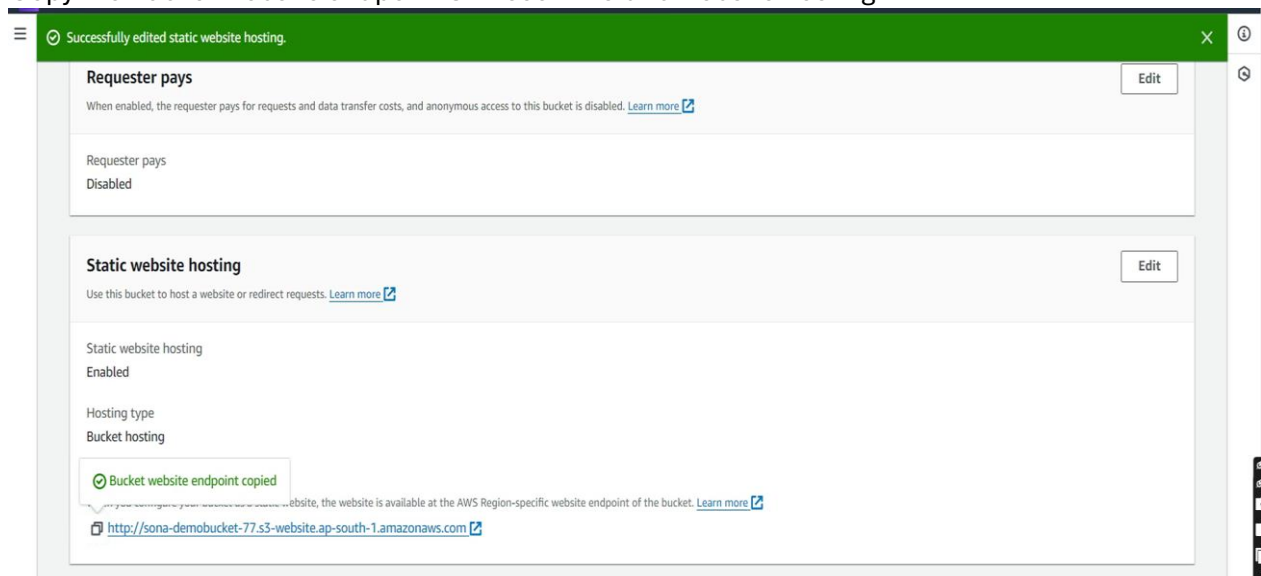 Successfully edited static website hosting.
Requester pays
Edit
When enabled, the requester pays for requests and data transfer costs, and anonymous access to this bucket is disabled. Learn more
Requester pays
Disabled
Static website hosting
Edit
Use this bucket to host a website or redirect requests. Learn more
Static website hosting
Enabled
Hosting type
Bucket hosting
Bucket website endpoint copied
website, the website is available at the AWS Region-specific website endpoint of the bucket. Learn more
http://sona-demobucket-77.s3-website.ap-south-1.amazonaws.com